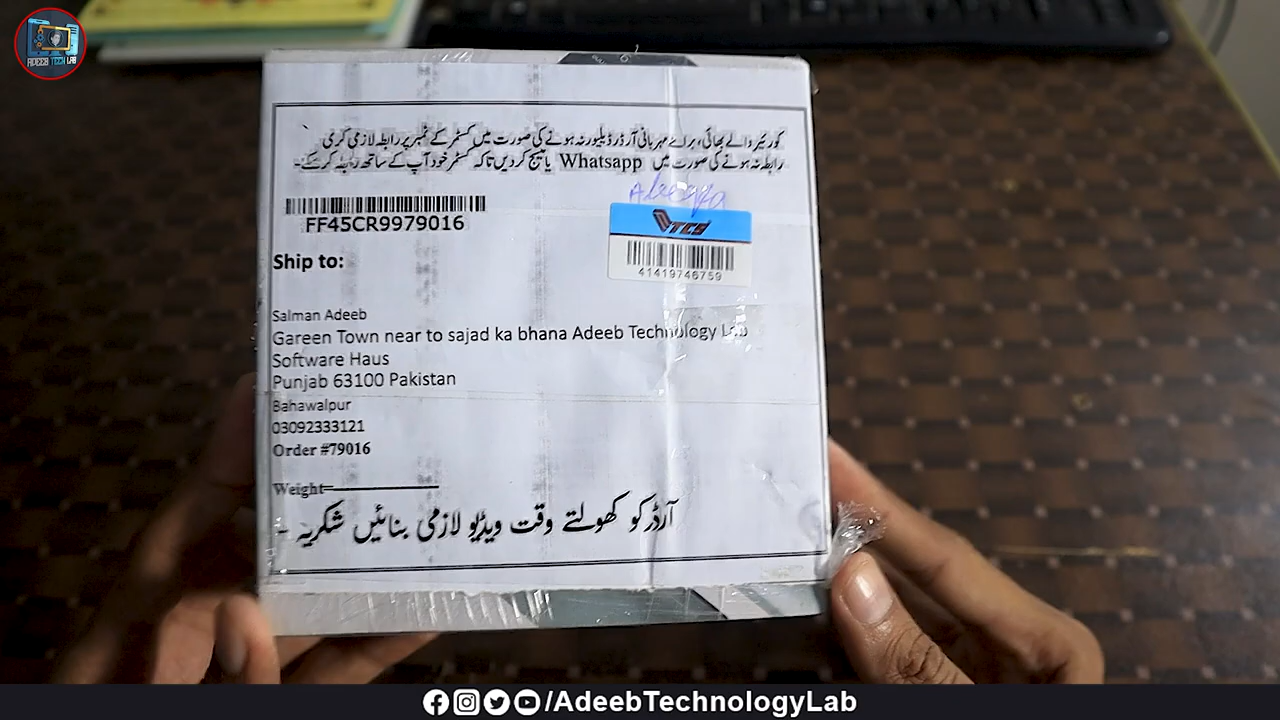 ADEEB TECH LAB
کورئیر والے بھائی، برائے مہربانی آرڈر ڈیلیور نہ ہونے کی صورت میں کسٹمر کے نمبر پر رابطہ لازمی کری
رابطہ نہ ہونے کی صورت میں Whatsapp یا میسج کر دیں تاکہ کسٹمر خود آپ کے ساتھ رابطہ کر سکے-
FF45CR9979016
TCS
41419746759
Ship to:
Salman Adeeb
Gareen Town near to sajad ka bhana Adeeb Technology Lab
Software Haus
Punjab 63100 Pakistan
Bahawalpur
03092333121
Order #79016
Weight=
آرڈر کو کھولتے وقت ویڈیو لازمی بنائیں شکریہ -
/AdeebTechnologyLab